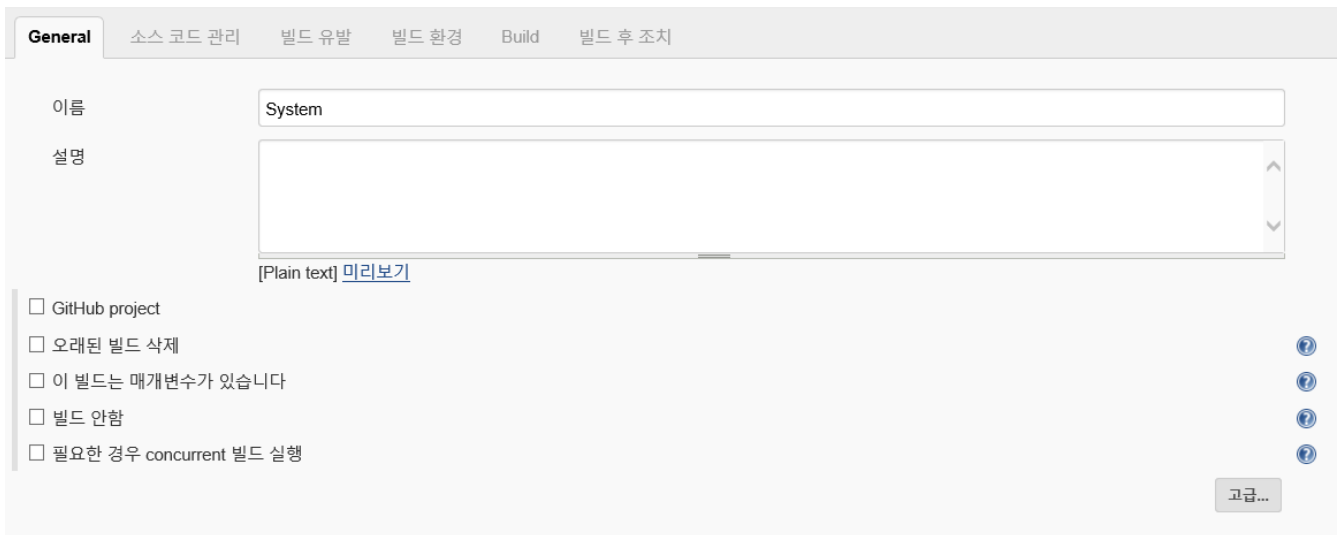 General 소스 코드 관리 빌드 유발 빌드 환경 Build 빌드 후 조치
이름 System
설명
[Plain text] 미리보기
GitHub project
오래된 빌드 삭제
이 빌드는 매개변수가 있습니다
빌드 안함
필요한 경우 concurrent 빌드 실행
고급...